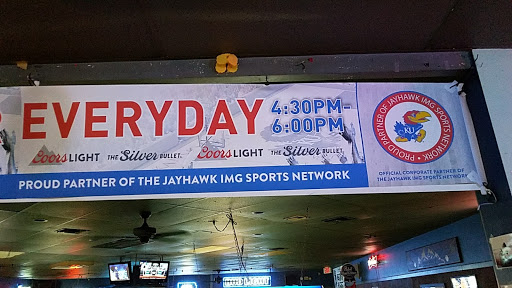 EVERYDAY 4:30PM-
6:00PM
Coors LIGHT THE Silver BULLET. Coors LIGHT THE Silver BULLET.
PROUD PARTNER OF THE JAYHAWK IMG SPORTS NETWORK
PROUD PARTNER OF JAYHAWK IMG SPORTS NETWORK •
KU
OFFICIAL CORPORATE PARTNER OF
THE JAYHAWK IMG SPORTS NETWORK